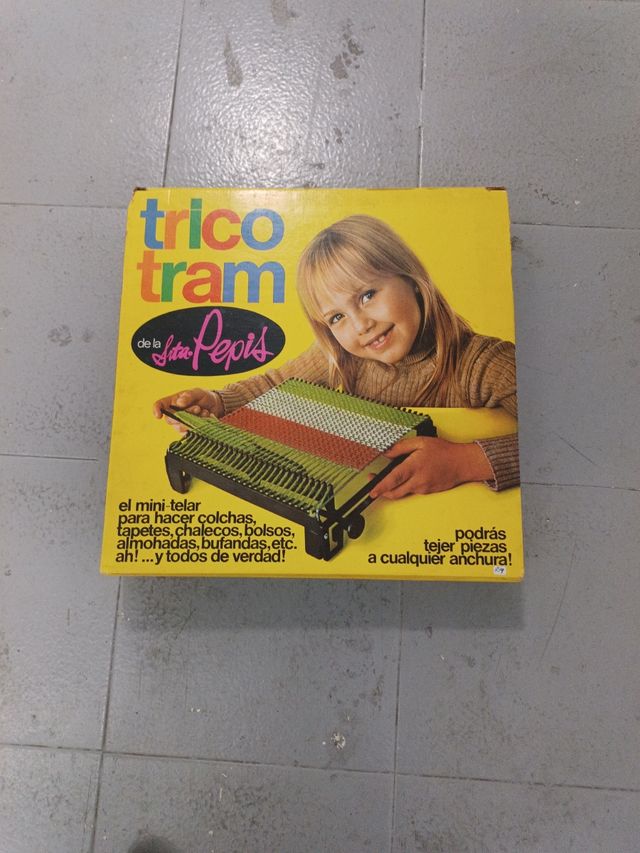 trico
tram
de la Srta. Pepis
el mini-telar
para hacer colchas,
tapetes, chalecos, bolsos,
almohadas, bufandas, etc.
ah! ... y todos de verdad!
podrás
tejer piezas
a cualquier anchura!